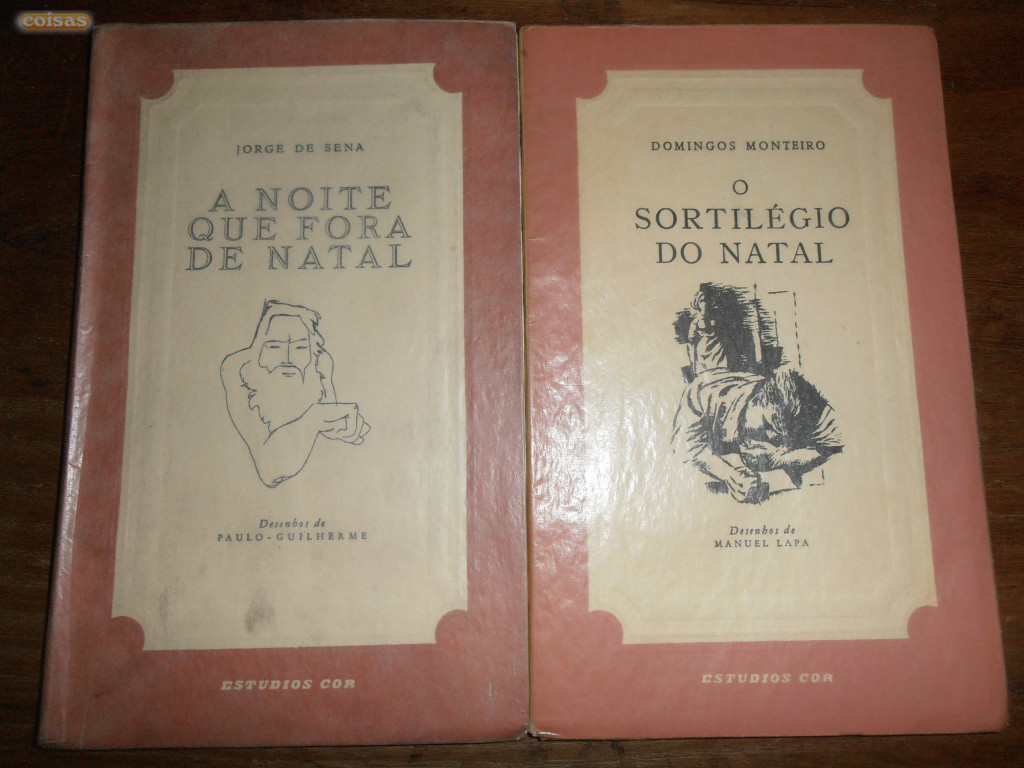 coisas
JORGE DE SENA
A NOITE
QUE FORA
DE NATAL
Desenhos de
PAULO-GUILHERME
ESTUDIOS COR
DOMINGOS MONTEIRO
O
SORTILÉGIO
DO NATAL
Desenhos de
MANUEL LAPA
ESTUDIOS COR